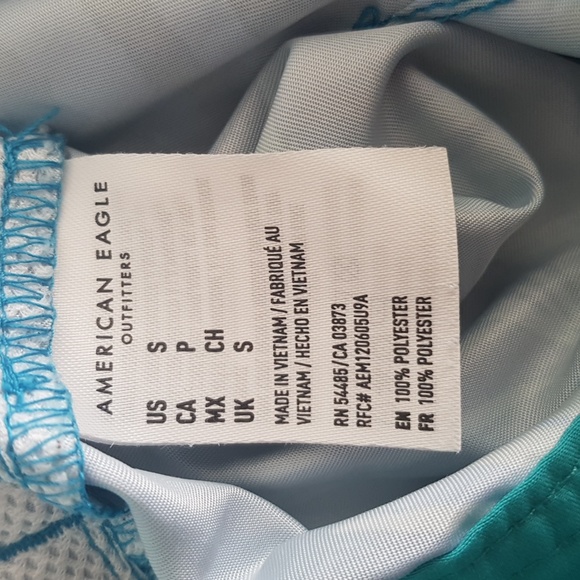 AMERICAN EAGLE
OUTFITTERS
US S
CA P
MX CH
UK S
MADE IN VIETNAM / FABRIQUÉ AU
VIETNAM / HECHO EN VIETNAM
RN 54485/CA 03873
RFC# AEM120605U9A
EN 100% POLYESTER
FR 100% POLYESTER